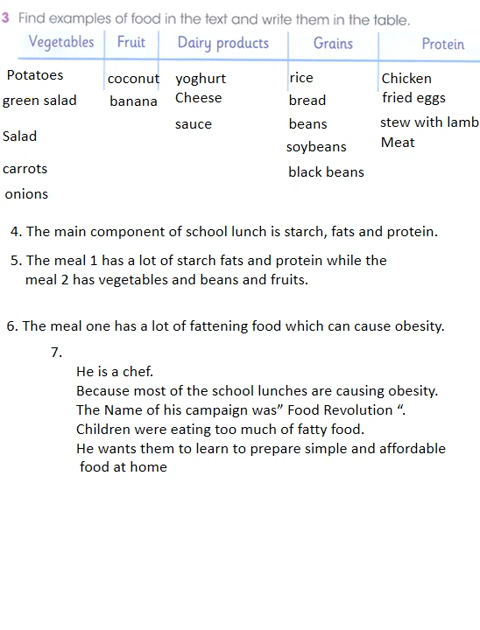 3 Find examples of food in the text and write them in the table.
Vegetables Fruit Dairy products Grains Protein
Potatoes coconut yoghurt rice Chicken
green salad banana Cheese bread fried eggs
Salad sauce beans stew with lamb
soybeans Meat
carrots black beans
onions
4. The main component of school lunch is starch, fats and protein.
5. The meal 1 has a lot of starch fats and protein while the
meal 2 has vegetables and beans and fruits.
6. The meal one has a lot of fattening food which can cause obesity.
7.
He is a chef.
Because most of the school lunches are causing obesity.
The Name of his campaign was” Food Revolution “.
Children were eating too much of fatty food.
He wants them to learn to prepare simple and affordable
food at home